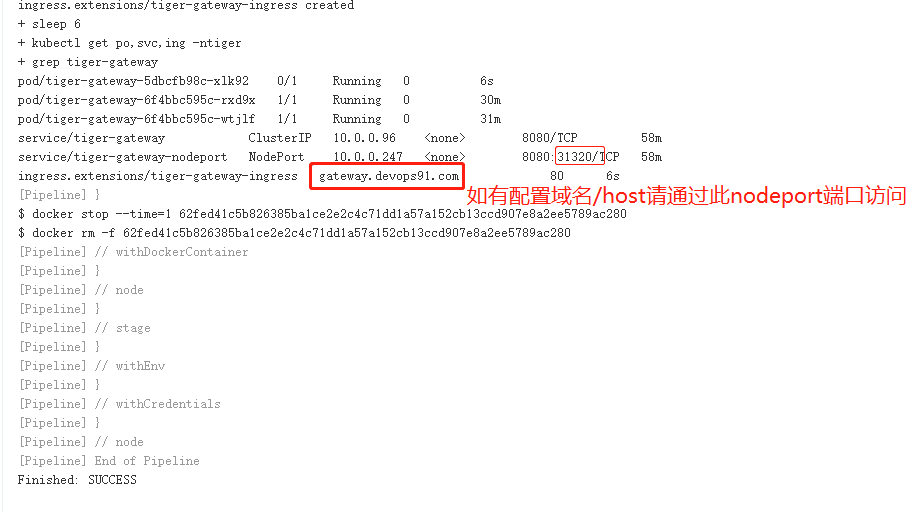 ingress.extensions/tiger-gateway-ingress created
+ sleep 6
+ kubectl get po,svc,ing -ntiger
+ grep tiger-gateway
pod/tiger-gateway-5dbcfb98c-xlk92 0/1 Running 0 6s
pod/tiger-gateway-6f4bbc595c-rxd9x 1/1 Running 0 30m
pod/tiger-gateway-6f4bbc595c-wtjlf 1/1 Running 0 31m
service/tiger-gateway ClusterIP 10.0.0.96 <none> 8080/TCP 58m
service/tiger-gateway-nodeport NodePort 10.0.0.247 <none> 8080:31320/TCP 58m
ingress.extensions/tiger-gateway-ingress gateway.devops91.com 80 6s
如有配置域名/host请通过此nodeport端口访问
[Pipeline] }
$ docker stop --time=1 62fed41c5b826385ba1ce2e2c4c71dd1a57a152cb13ccd907e8a2ee5789ac280
$ docker rm -f 62fed41c5b826385ba1ce2e2c4c71dd1a57a152cb13ccd907e8a2ee5789ac280
[Pipeline] // withDockerContainer
[Pipeline] }
[Pipeline] // node
[Pipeline] }
[Pipeline] // stage
[Pipeline] }
[Pipeline] // withEnv
[Pipeline] }
[Pipeline] // withCredentials
[Pipeline] }
[Pipeline] // node
[Pipeline] End of Pipeline
Finished: SUCCESS